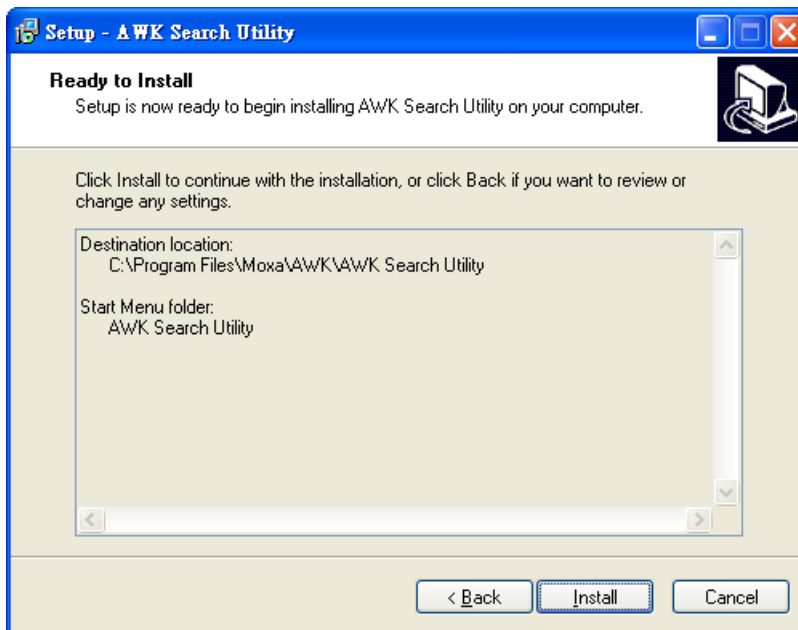 Setup - AWK Search Utility
Ready to Install
Setup is now ready to begin installing AWK Search Utility on your computer.
Click Install to continue with the installation, or click Back if you want to review or
change any settings.
Destination location:
C:\Program Files\Moxa\AWK\AWK Search Utility
Start Menu folder:
AWK Search Utility
< Back Install Cancel